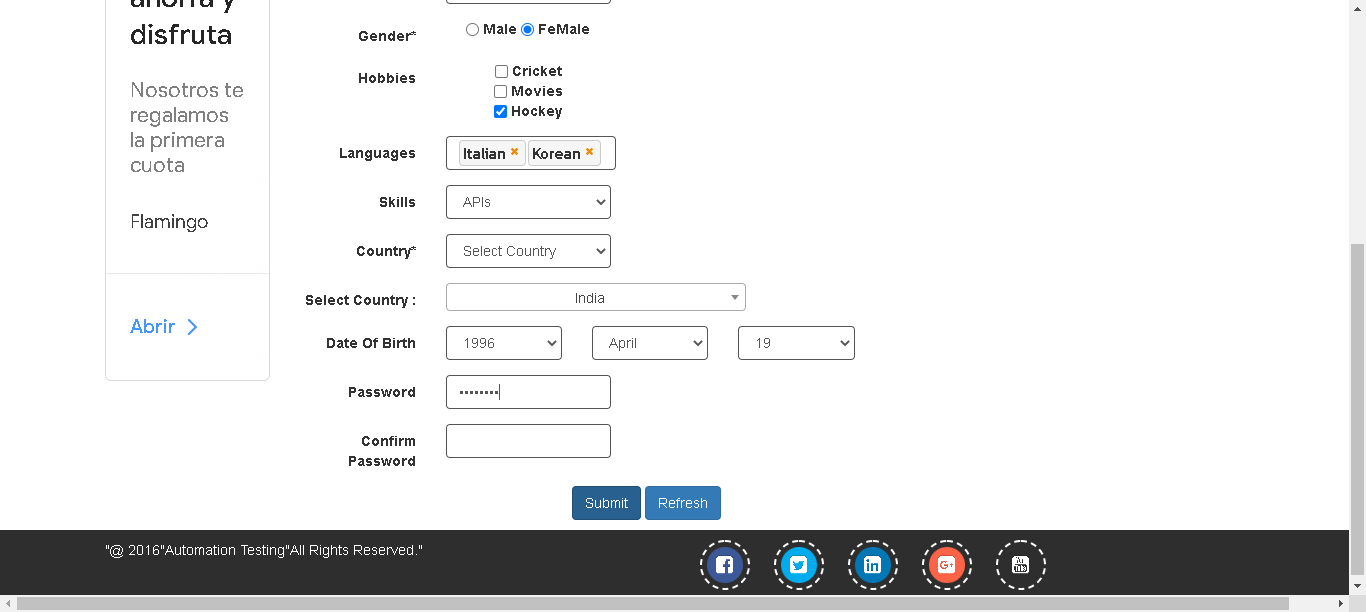 ahorra y
disfruta
Nosotros te
regalamos
la primera
cuota
Flamingo
Abrir
Gender*
Male FeMale
Hobbies
Cricket
Movies
Hockey
Languages
Italian Korean
Skills
APIs
Country*
Select Country
Select Country :
India
Date Of Birth
1996 April 19
Password
Confirm
Password
Submit Refresh
"@ 2016"Automation Testing"All Rights Reserved."